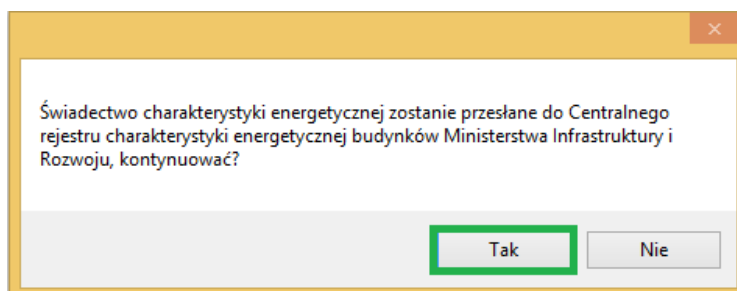 Świadectwo charakterystyki energetycznej zostanie przesłane do Centralnego
rejestru charakterystyki energetycznej budynków Ministerstwa Infrastruktury i
Rozwoju, kontynuować?
Tak
Nie